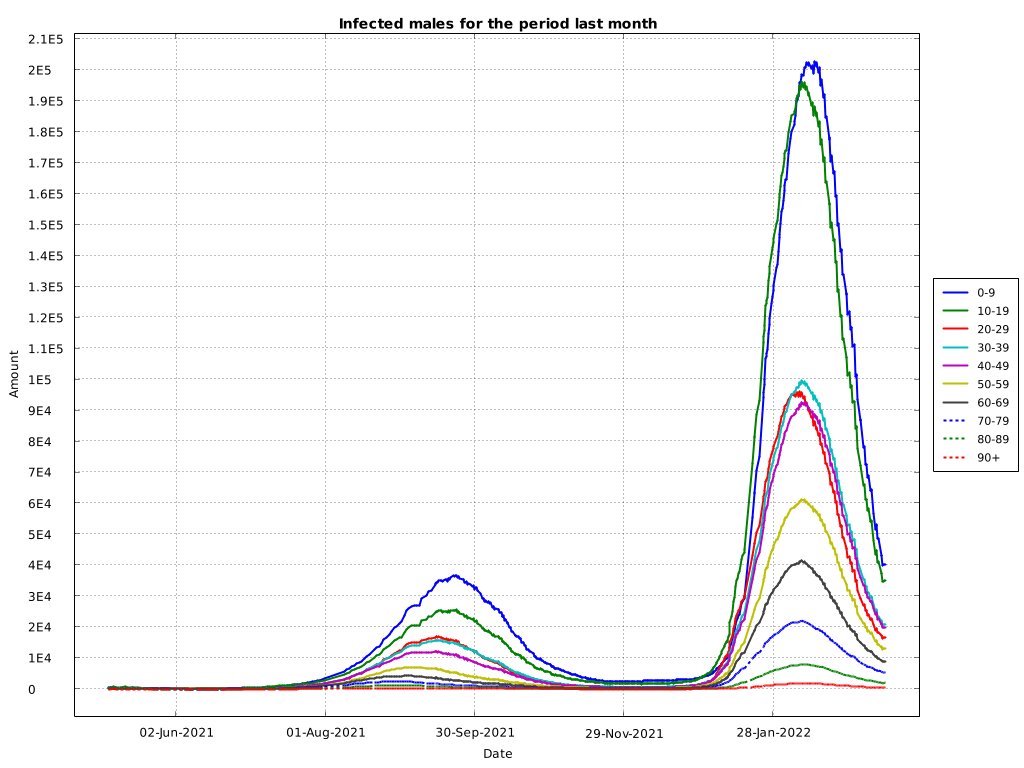 Infected males for the period last month
2.1E5
2E5
1.9E5
1.8E5
1.7E5
1.6E5
1.5E5
1.4E5
1.3E5
1.2E5
1.1E5
1E5
9E4
8E4
7E4
6E4
5E4
4E4
3E4
2E4
1E4
0
Amount
02-Jun-2021
01-Aug-2021
30-Sep-2021
29-Nov-2021
28-Jan-2022
Date
0-9
10-19
20-29
30-39
40-49
50-59
60-69
70-79
80-89
90+